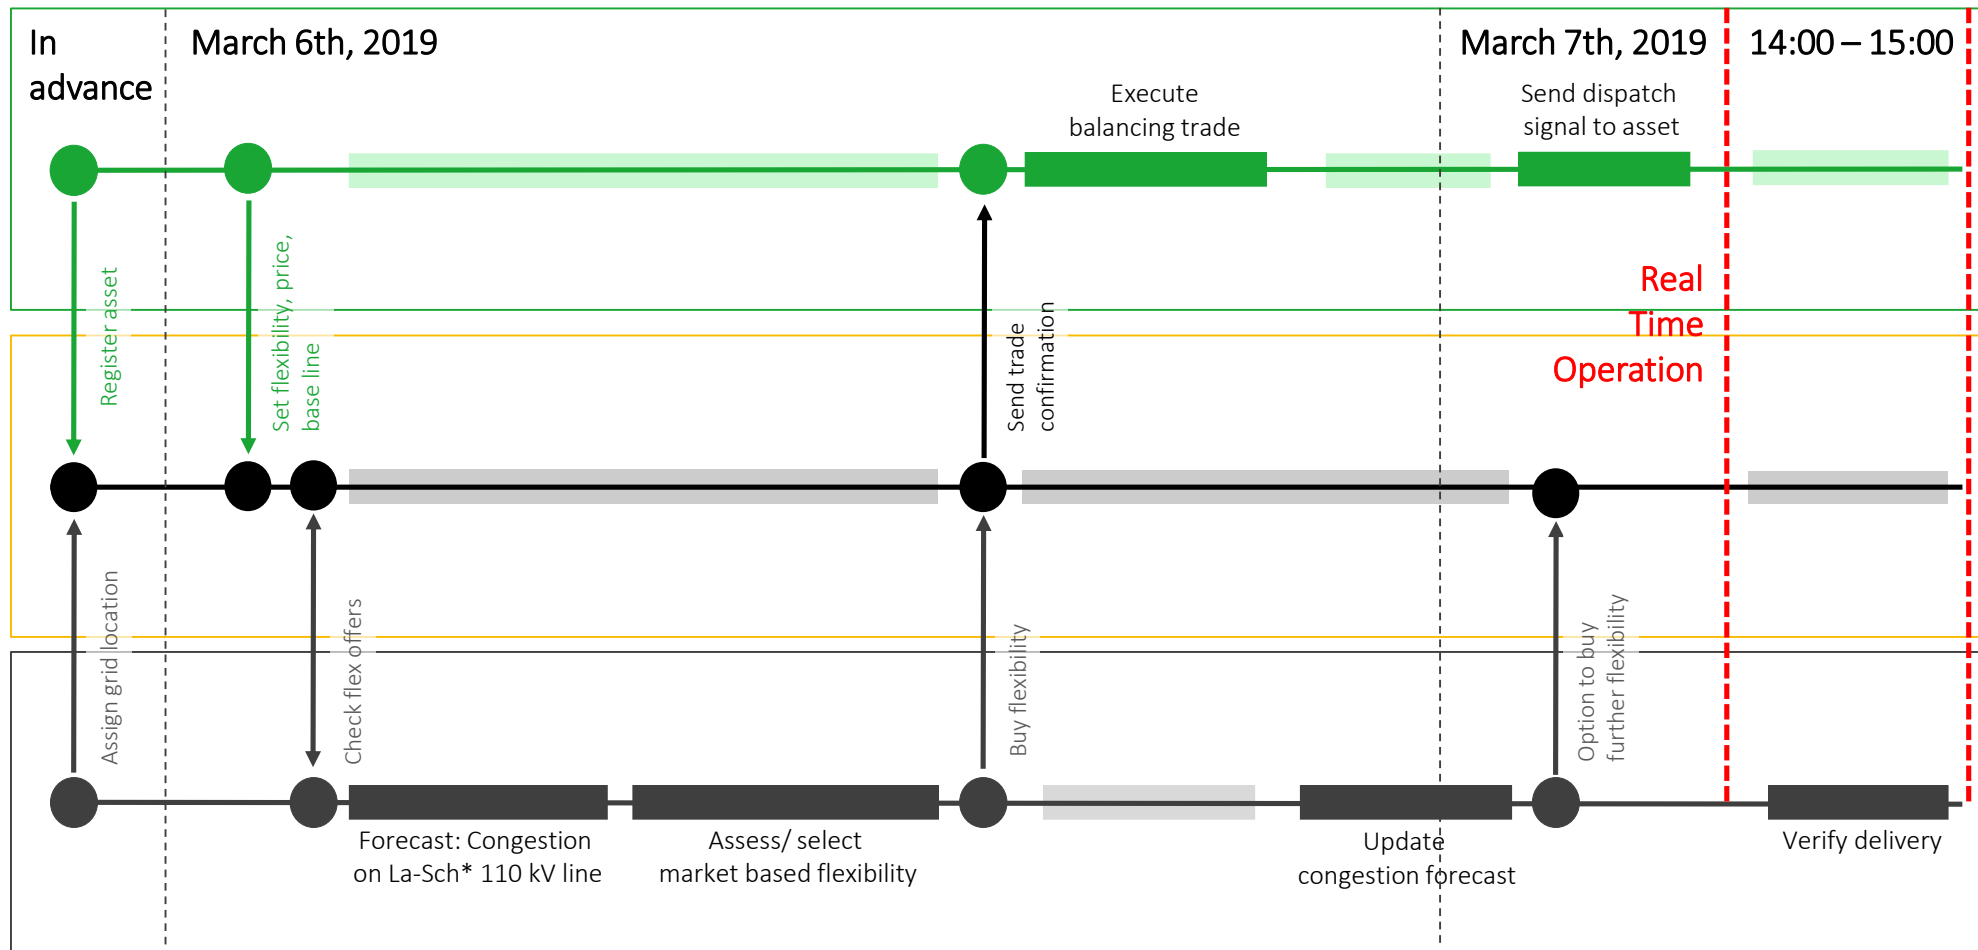 In
advance
March 6th, 2019
March 7th, 2019
14:00 – 15:00
Execute
balancing trade
Send dispatch
signal to asset
Register asset
Set flexibility, price,
base line
Send trade
confirmation
Real
Time
Operation
Assign grid location
Check flex offers
Buy flexibility
Option to buy
further flexibility
Forecast: Congestion
on La-Sch* 110 kV line
Assess/ select
market based flexibility
Update
congestion forecast
Verify delivery